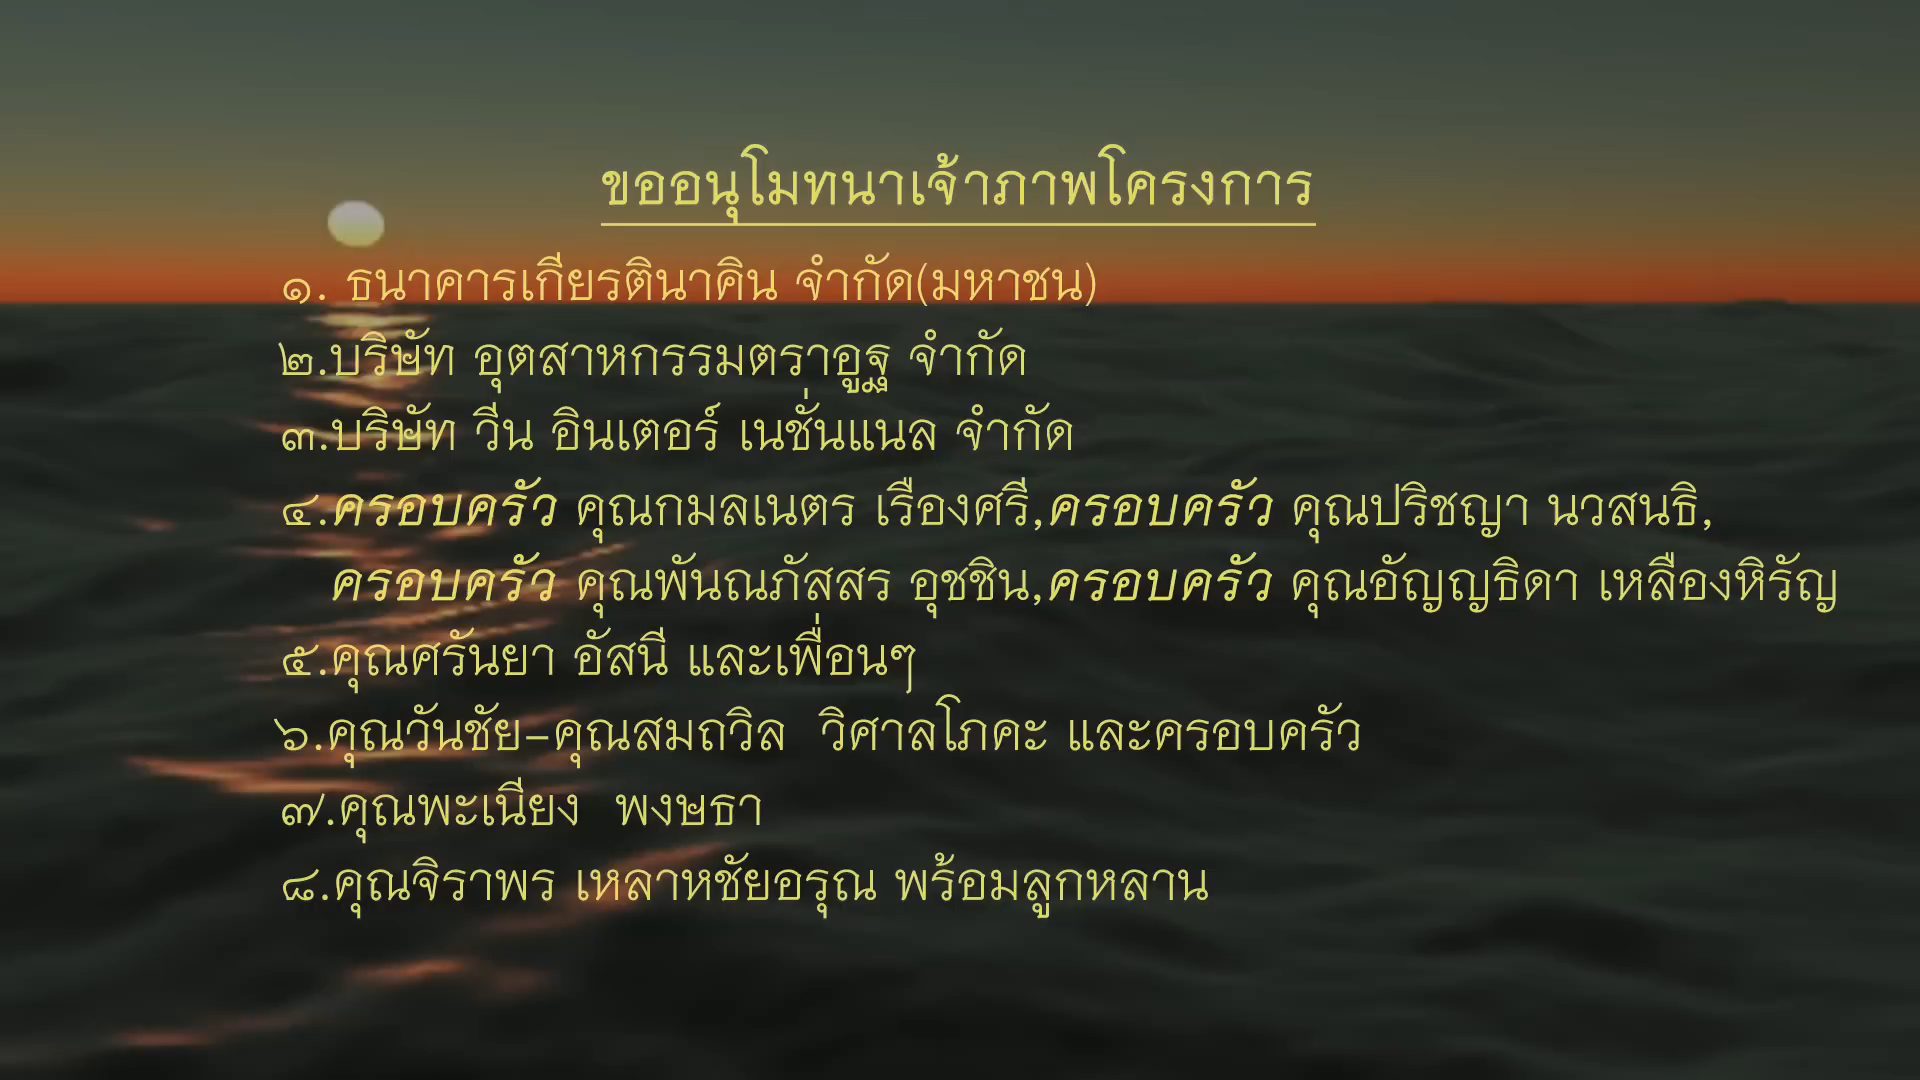 ขออนุโมทนาเจ้าภาพโครงการ
๑. ธนาคารเกียรตินาคิน จำกัด(มหาชน)
๒.บริษัท อุตสาหกรรมตราอูฐ จำกัด
๓.บริษัท วีน อินเตอร์ เนชั่นแนล จำกัด
๔.ครอบครัว คุณกมลเนตร เรืองศรี,ครอบครัว คุณปริชญา นวสนธิ,
ครอบครัว คุณพันณภัสสร อุชชิน,ครอบครัว คุณอัญญธิดา เหลืองหิรัญ
๕.คุณศรันยา อัสนี และเพื่อนๆ
๖.คุณวันชัย-คุณสมถวิล วิศาลโภคะ และครอบครัว
๗.คุณพะเนียง พงษธา
๘.คุณจิราพร เหลาหชัยอรุณ พร้อมลูกหลาน